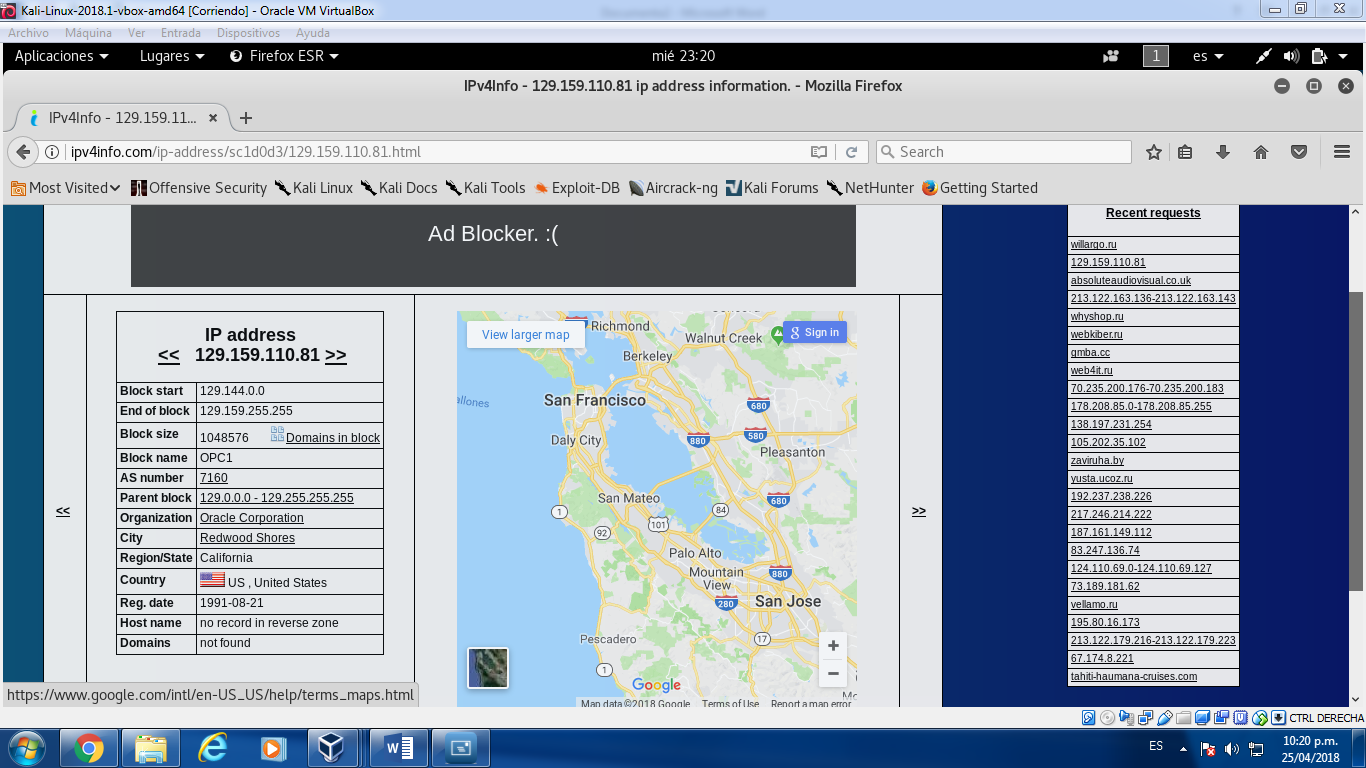 Kali-Linux-2018.1-vbox-amd64 [Corriendo] - Oracle VM VirtualBox
Archivo Máquina Ver Entrada Dispositivos Ayuda
Aplicaciones Lugares Firefox ESR mié 23:20 1 es
IPv4Info - 129.159.110.81 ip address information. - Mozilla Firefox
IPv4Info - 129.159.11...
ipv4info.com/ip-address/sc1d0d3/129.159.110.81.html Search
Most Visited Offensive Security Kali Linux Kali Docs Kali Tools Exploit-DB Aircrack-ng Kali Forums NetHunter Getting Started
Ad Blocker. :(
<<
IP address
<< 129.159.110.81 >>
Block start 129.144.0.0
End of block 129.159.255.255
Block size 1048576 Domains in block
Block name OPC1
AS number 7160
Parent block 129.0.0.0 - 129.255.255.255
Organization Oracle Corporation
City Redwood Shores
Region/State California
Country US , United States
Reg. date 1991-08-21
Host name no record in reverse zone
Domains not found
View larger map
Sign in
Richmond
Walnut Creek
Berkeley
San Francisco
680
Daly City
880
580
Pleasanton
San Mateo
680
1
101
84
92
Palo Alto
Mountain View
880
280
San Jose
17
Pescadero
1
+
−
Google
Map data ©2018 Google Terms of Use Report a map error
>>
Recent requests
willargo.ru
129.159.110.81
absoluteaudiovisual.co.uk
213.122.163.136-213.122.163.143
whyshop.ru
webkiber.ru
gmba.cc
web4it.ru
70.235.200.176-70.235.200.183
178.208.85.0-178.208.85.255
138.197.231.254
105.202.35.102
zaviruha.by
yusta.ucoz.ru
192.237.238.226
217.246.214.222
187.161.149.112
83.247.136.74
124.110.69.0-124.110.69.127
73.189.181.62
vellamo.ru
195.80.16.173
213.122.179.216-213.122.179.223
67.174.8.221
tahiti-haumana-cruises.com
https://www.google.com/intl/en-US_US/help/terms_maps.html
CTRL DERECHA
ES
10:20 p.m.
25/04/2018